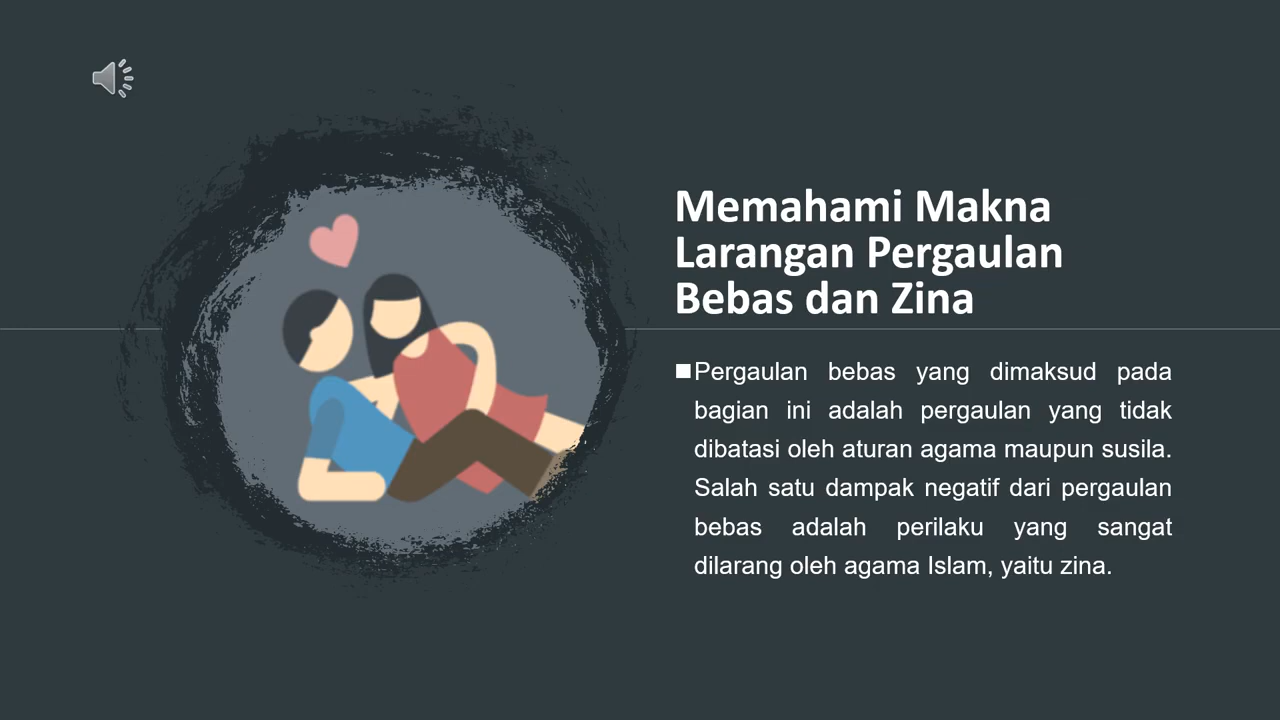 Memahami Makna
Larangan Pergaulan
Bebas dan Zina
Pergaulan bebas yang dimaksud pada
bagian ini adalah pergaulan yang tidak
dibatasi oleh aturan agama maupun susila.
Salah satu dampak negatif dari pergaulan
bebas adalah perilaku yang sangat
dilarang oleh agama Islam, yaitu zina.